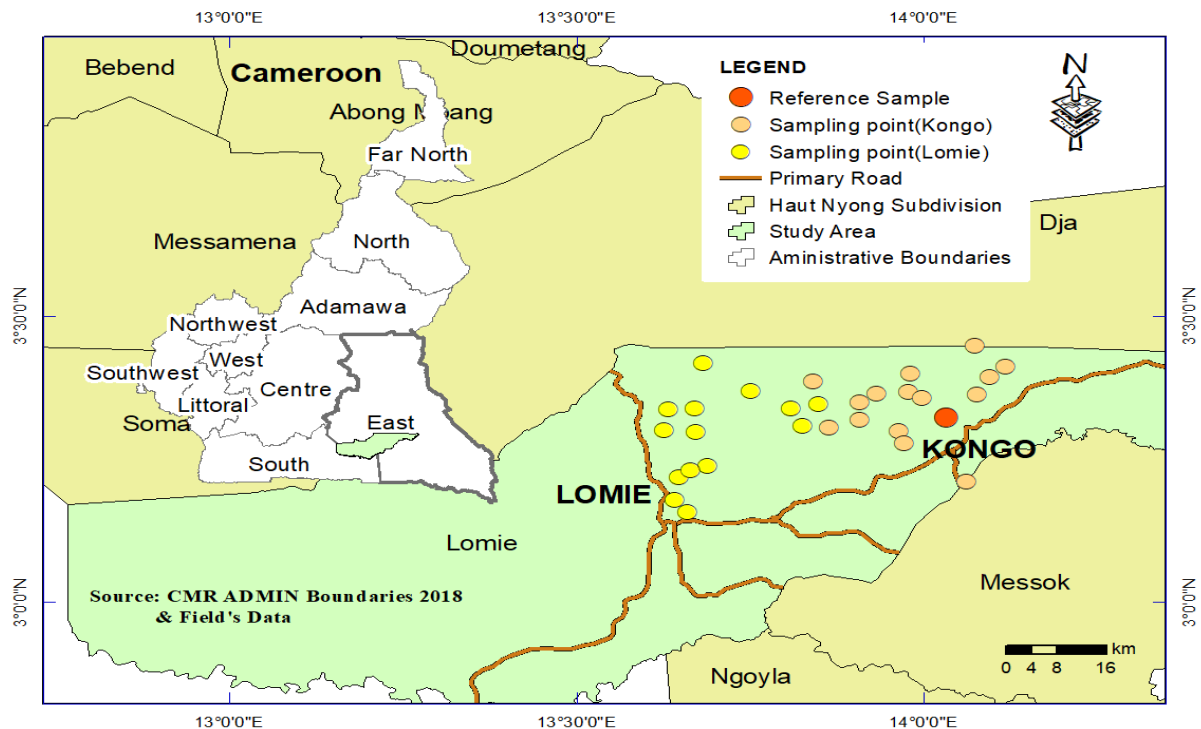 13°0'0"E
13°30'0"E
14°0'0"E
Doumetang
Bebend
Cameroon
LEGEND
N
Reference Sample
Abong M ang
Sampling point(Kongo)
Far North
Sampling point(Lomie)
Primary Road
Haut Nyong Subdivision
Dja
Study Area
Messamena
North
Aministrative Boundaries
Adamawa
3°30'0"N
3°30'0"N
Northwest
West
Southwest
Centre
Littoral
Soma
East
South
KONGO
LOMIE
Lomie
Messok
Source: CMR ADMIN Boundaries 2018
& Field's Data
3°0'0"N
3°0'0"N
km
0 4 8 16
Ngoyla
13°0'0"E
13°30'0"E
14°0'0"E